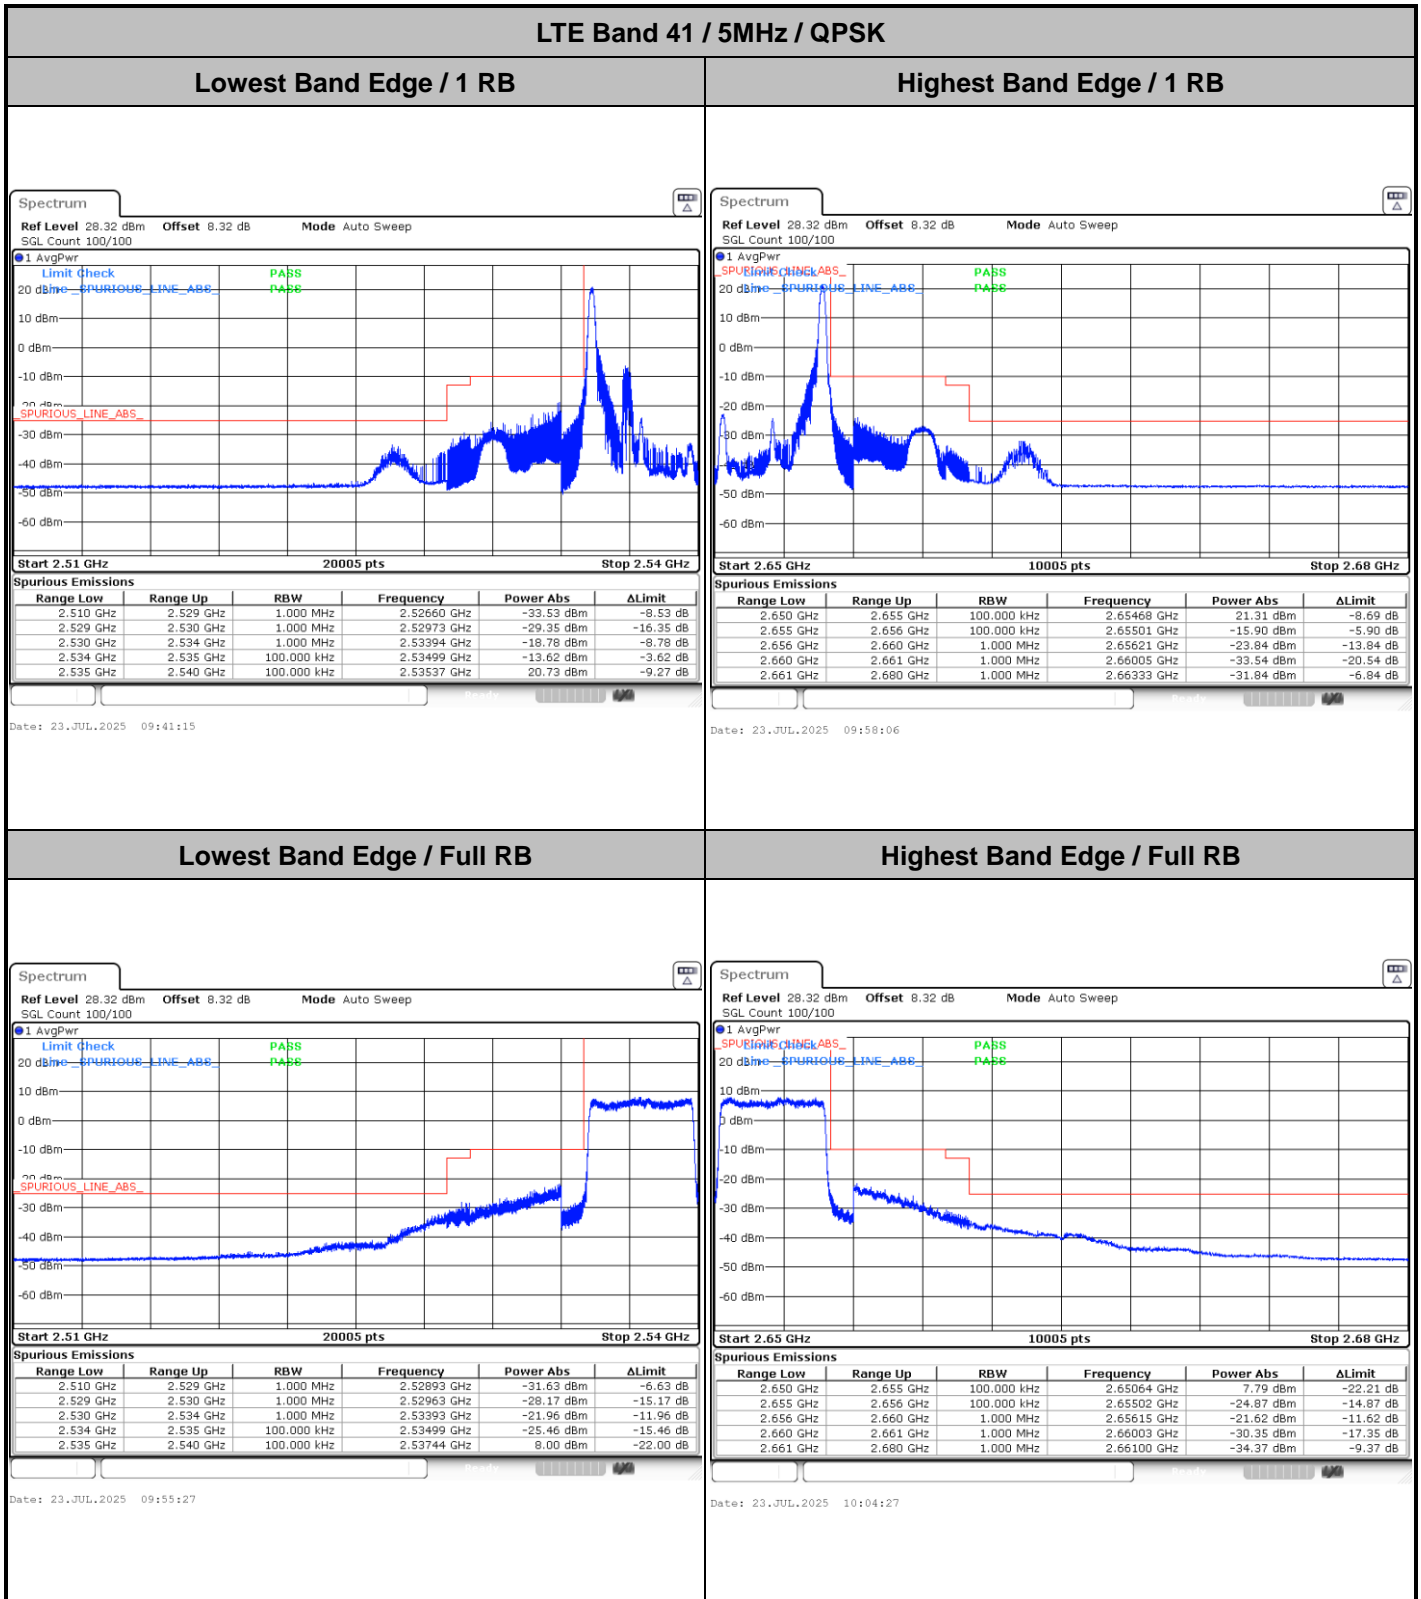 LTE Band 41 / 5MHz / QPSK
Lowest Band Edge / 1 RB
Highest Band Edge / 1 RB
Spectrum
Ref Level 28.32 dBm Offset 8.32 dB Mode Auto Sweep
SGL Count 100/100
1 AvgPwr
Limit Check PASS
20 dBm Line _SPURIOUS_LINE_ABS_ PASS
10 dBm
0 dBm
-10 dBm
-20 dBm
_SPURIOUS_LINE_ABS_
-30 dBm
-40 dBm
-50 dBm
-60 dBm
Start 2.51 GHz 20005 pts Stop 2.54 GHz
Spurious Emissions
Range Low Range Up RBW Frequency Power Abs ΔLimit
2.510 GHz 2.529 GHz 1.000 MHz 2.52660 GHz -33.53 dBm -8.53 dB
2.529 GHz 2.530 GHz 1.000 MHz 2.52973 GHz -29.35 dBm -16.35 dB
2.530 GHz 2.534 GHz 1.000 MHz 2.53394 GHz -18.78 dBm -8.78 dB
2.534 GHz 2.535 GHz 100.000 kHz 2.53499 GHz -13.62 dBm -3.62 dB
2.535 GHz 2.540 GHz 100.000 kHz 2.53537 GHz 20.73 dBm -9.27 dB
Ready
Date: 23.JUL.2025 09:41:15
Spectrum
Ref Level 28.32 dBm Offset 8.32 dB Mode Auto Sweep
SGL Count 100/100
1 AvgPwr
_SPURIOUS_LINE_ABS_
Limit Check PASS
20 dBm Line _SPURIOUS_LINE_ABS_ PASS
10 dBm
0 dBm
-10 dBm
-20 dBm
-30 dBm
-40 dBm
-50 dBm
-60 dBm
Start 2.65 GHz 10005 pts Stop 2.68 GHz
Spurious Emissions
Range Low Range Up RBW Frequency Power Abs ΔLimit
2.650 GHz 2.655 GHz 100.000 kHz 2.65468 GHz 21.31 dBm -8.69 dB
2.655 GHz 2.656 GHz 100.000 kHz 2.65501 GHz -15.90 dBm -5.90 dB
2.656 GHz 2.660 GHz 1.000 MHz 2.65621 GHz -23.84 dBm -13.84 dB
2.660 GHz 2.661 GHz 1.000 MHz 2.66005 GHz -33.54 dBm -20.54 dB
2.661 GHz 2.680 GHz 1.000 MHz 2.66333 GHz -31.84 dBm -6.84 dB
Ready
Date: 23.JUL.2025 09:58:06
Lowest Band Edge / Full RB
Highest Band Edge / Full RB
Spectrum
Ref Level 28.32 dBm Offset 8.32 dB Mode Auto Sweep
SGL Count 100/100
1 AvgPwr
Limit Check PASS
20 dBm Line _SPURIOUS_LINE_ABS_ PASS
10 dBm
0 dBm
-10 dBm
-20 dBm
_SPURIOUS_LINE_ABS_
-30 dBm
-40 dBm
-50 dBm
-60 dBm
Start 2.51 GHz 20005 pts Stop 2.54 GHz
Spurious Emissions
Range Low Range Up RBW Frequency Power Abs ΔLimit
2.510 GHz 2.529 GHz 1.000 MHz 2.52893 GHz -31.63 dBm -6.63 dB
2.529 GHz 2.530 GHz 1.000 MHz 2.52963 GHz -28.17 dBm -15.17 dB
2.530 GHz 2.534 GHz 1.000 MHz 2.53393 GHz -21.96 dBm -11.96 dB
2.534 GHz 2.535 GHz 100.000 kHz 2.53499 GHz -25.46 dBm -15.46 dB
2.535 GHz 2.540 GHz 100.000 kHz 2.53744 GHz 8.00 dBm -22.00 dB
Ready
Date: 23.JUL.2025 09:55:27
Spectrum
Ref Level 28.32 dBm Offset 8.32 dB Mode Auto Sweep
SGL Count 100/100
1 AvgPwr
_SPURIOUS_LINE_ABS_
Limit Check PASS
20 dBm Line _SPURIOUS_LINE_ABS_ PASS
10 dBm
0 dBm
-10 dBm
-20 dBm
-30 dBm
-40 dBm
-50 dBm
-60 dBm
Start 2.65 GHz 10005 pts Stop 2.68 GHz
Spurious Emissions
Range Low Range Up RBW Frequency Power Abs ΔLimit
2.650 GHz 2.655 GHz 100.000 kHz 2.65064 GHz 7.79 dBm -22.21 dB
2.655 GHz 2.656 GHz 100.000 kHz 2.65502 GHz -24.87 dBm -14.87 dB
2.656 GHz 2.660 GHz 1.000 MHz 2.65615 GHz -21.62 dBm -11.62 dB
2.660 GHz 2.661 GHz 1.000 MHz 2.66003 GHz -30.35 dBm -17.35 dB
2.661 GHz 2.680 GHz 1.000 MHz 2.66100 GHz -34.37 dBm -9.37 dB
Ready
Date: 23.JUL.2025 10:04:27